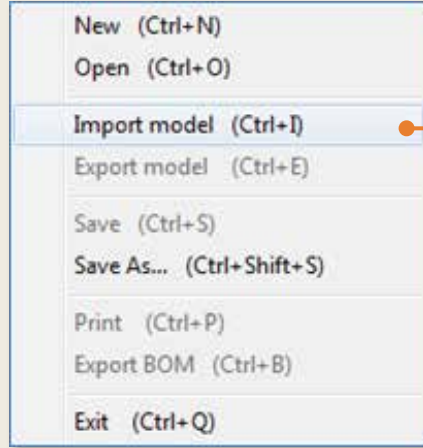 New (Ctrl+N)
Open (Ctrl+O)
Import model (Ctrl+I)
Export model (Ctrl+E)
Save (Ctrl+S)
Save As... (Ctrl+Shift+S)
Print (Ctrl+P)
Export BOM (Ctrl+B)
Exit (Ctrl+Q)